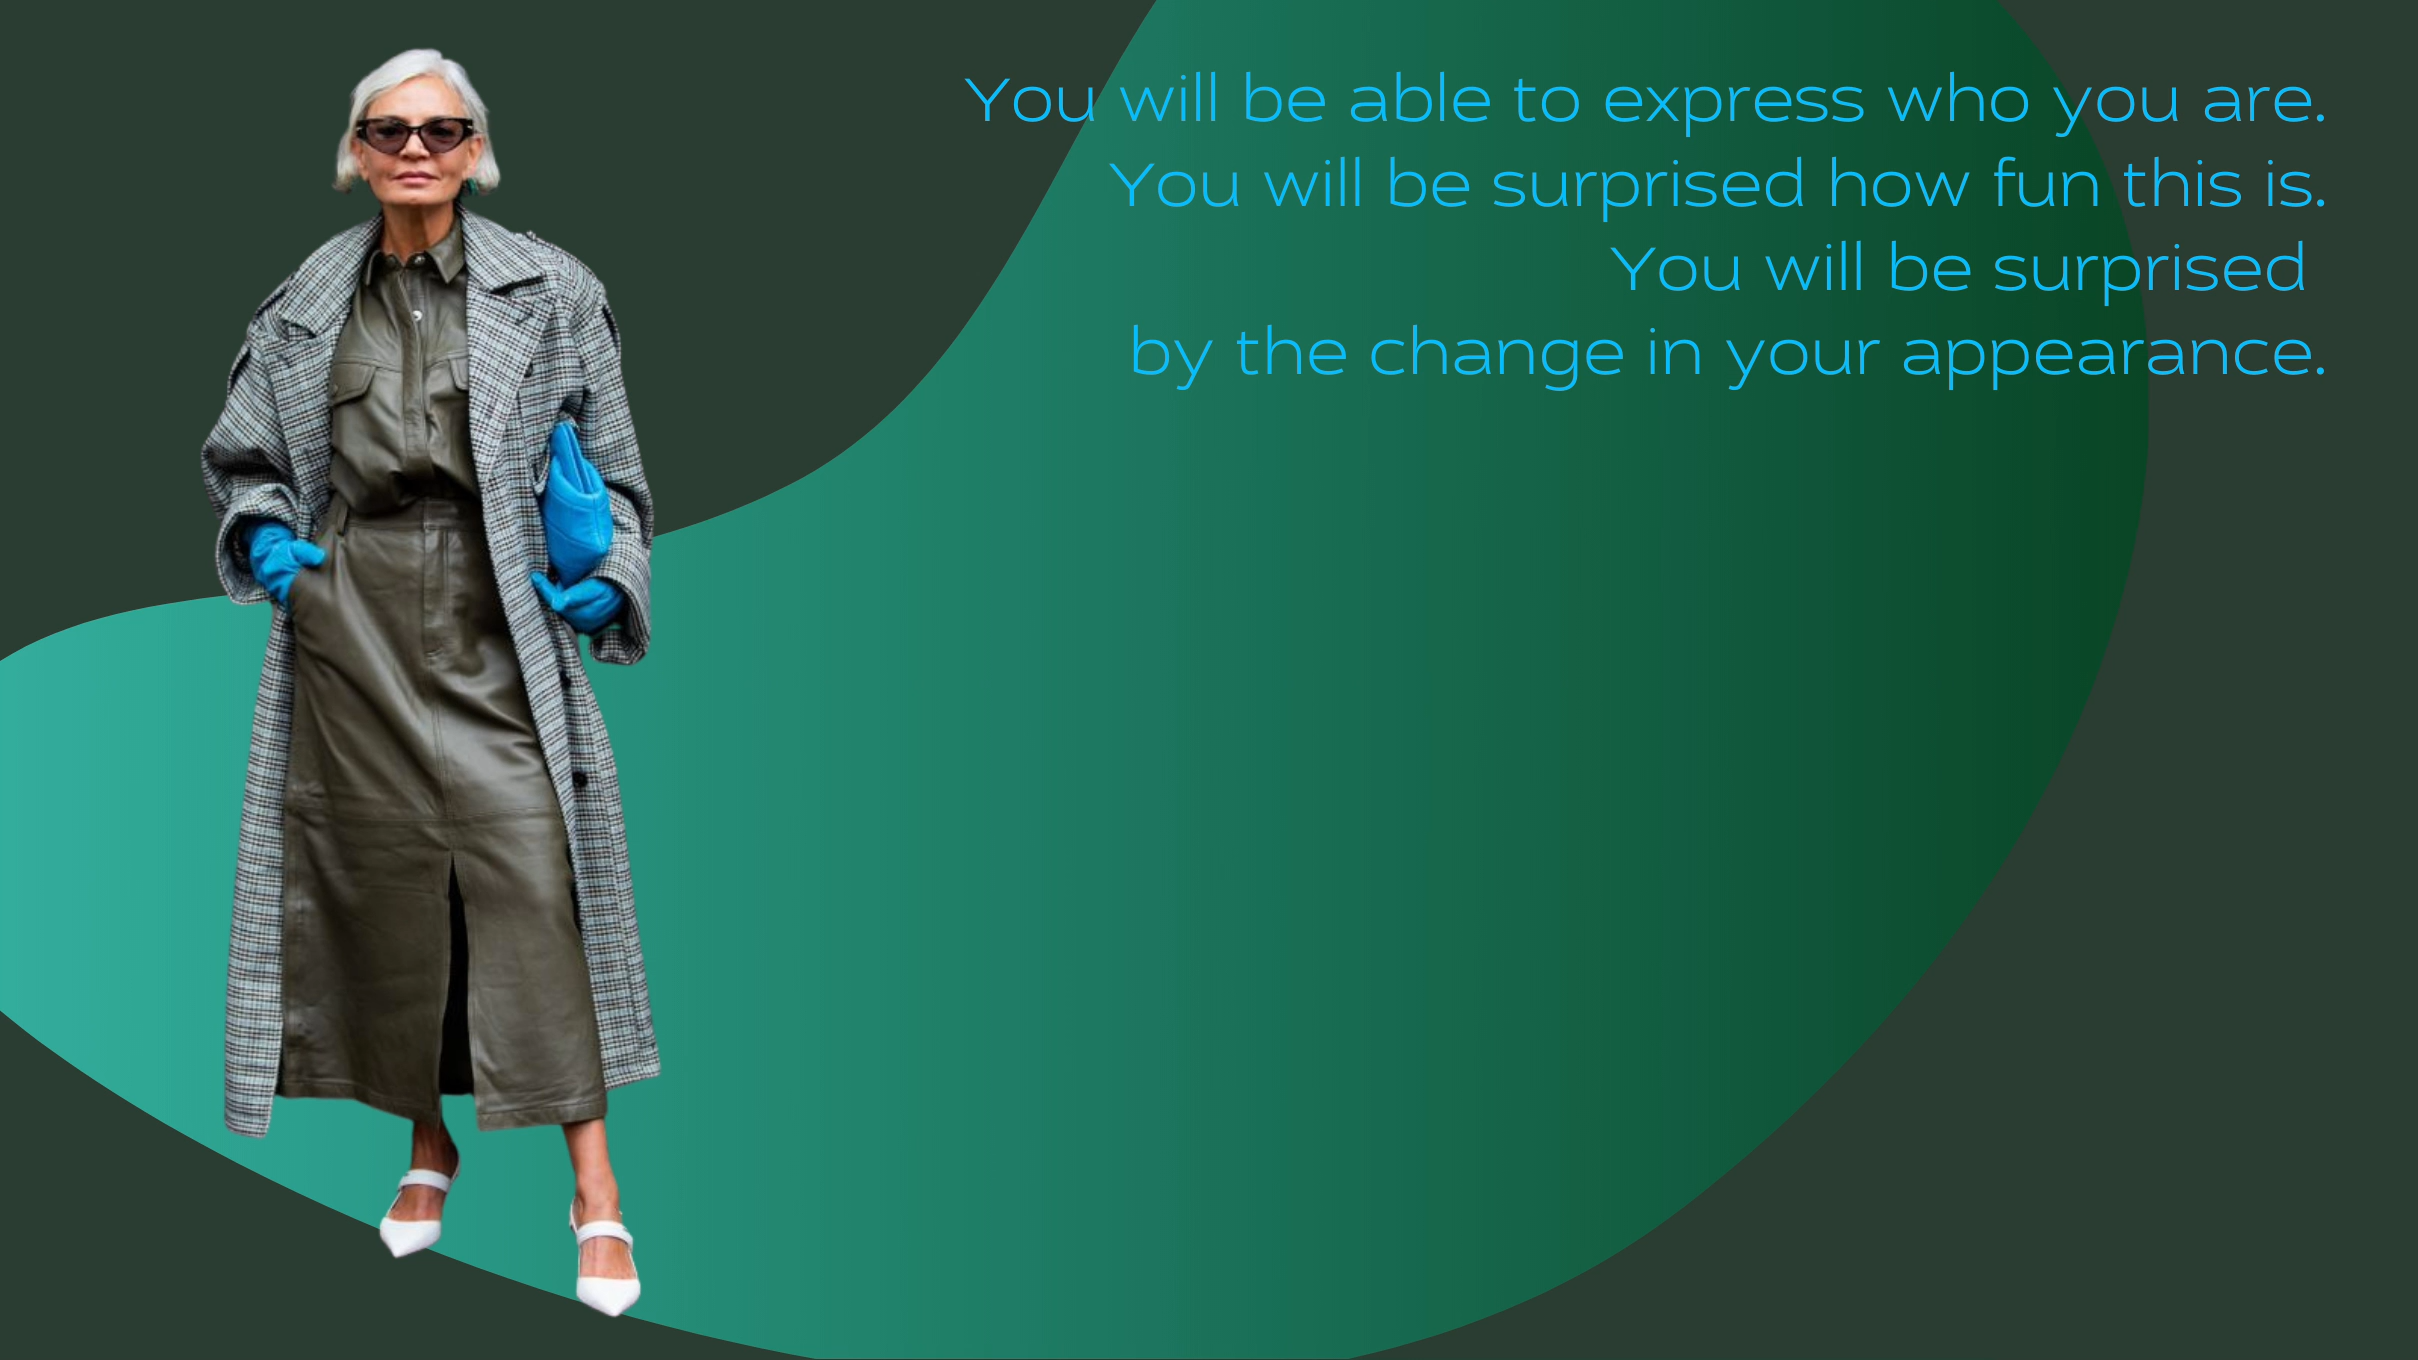 You will be able to express who you are.
You will be surprised how fun this is.
You will be surprised
by the change in your appearance.